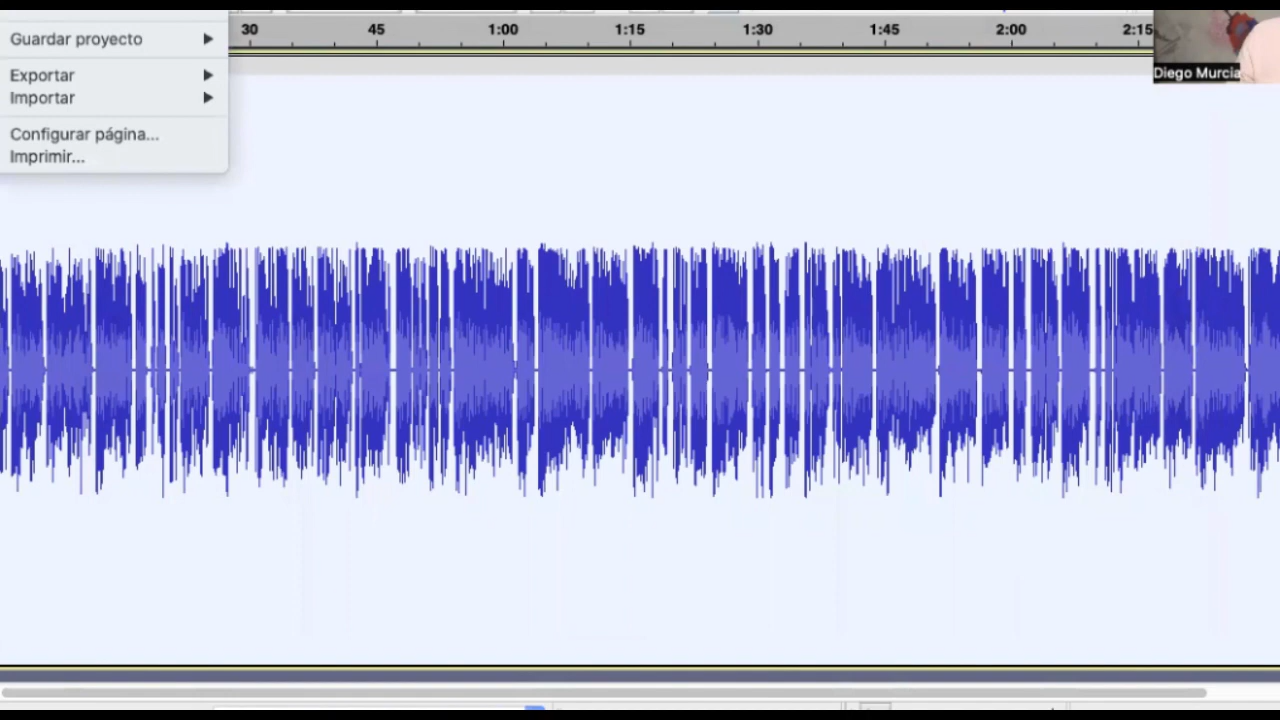 Guardar proyecto
Exportar
Importar
Configurar página...
Imprimir...
30 45 1:00 1:15 1:30 1:45 2:00 2:15
Diego Murcia